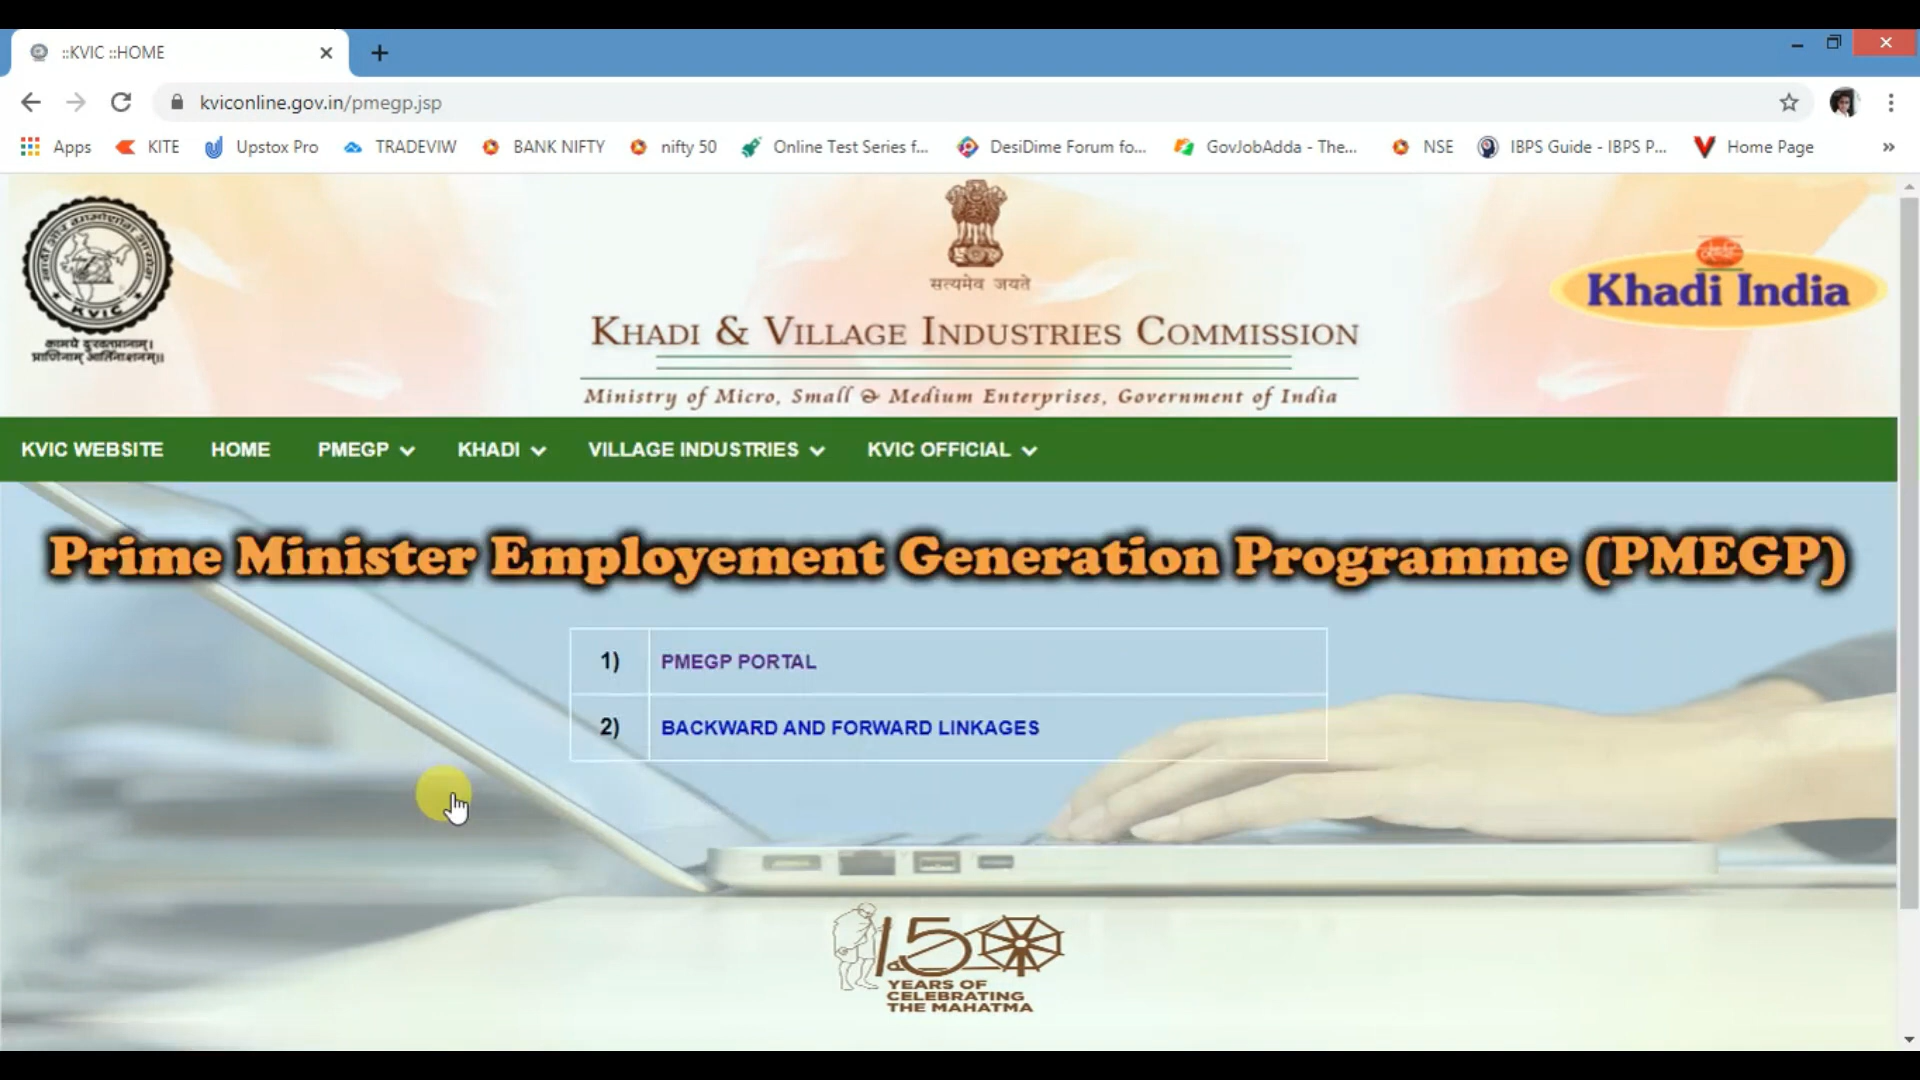 ::KVIC ::HOME
kviconline.gov.in/pmegp.jsp
Apps KITE Upstox Pro TRADEVIW BANK NIFTY nifty 50 Online Test Series f... DesiDime Forum fo... GovJobAdda - The... NSE IBPS Guide - IBPS P... Home Page »
KVIC
सत्यमेव जयते
Khadi India
KHADI & VILLAGE INDUSTRIES COMMISSION
Ministry of Micro, Small & Medium Enterprises, Government of India
KVIC WEBSITE HOME PMEGP KHADI VILLAGE INDUSTRIES KVIC OFFICIAL
Prime Minister Employement Generation Programme (PMEGP)
1) PMEGP PORTAL
2) BACKWARD AND FORWARD LINKAGES
150
YEARS OF
CELEBRATING
THE MAHATMA